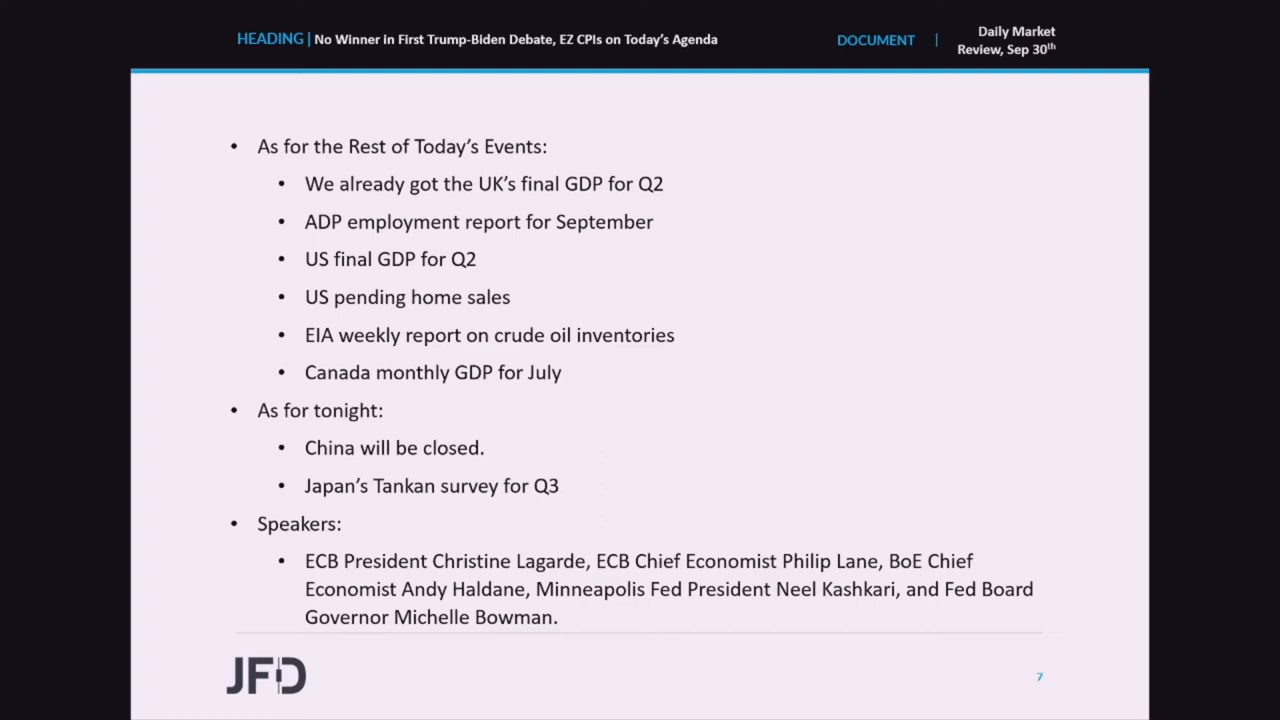 HEADING | No Winner in First Trump-Biden Debate, EZ CPIs on Today's Agenda
DOCUMENT | Daily Market
Review, Sep 30th
• As for the Rest of Today's Events:
• We already got the UK's final GDP for Q2
• ADP employment report for September
• US final GDP for Q2
• US pending home sales
• EIA weekly report on crude oil inventories
• Canada monthly GDP for July
• As for tonight:
• China will be closed.
• Japan's Tankan survey for Q3
• Speakers:
• ECB President Christine Lagarde, ECB Chief Economist Philip Lane, BoE Chief
Economist Andy Haldane, Minneapolis Fed President Neel Kashkari, and Fed Board
Governor Michelle Bowman.
JFD
7